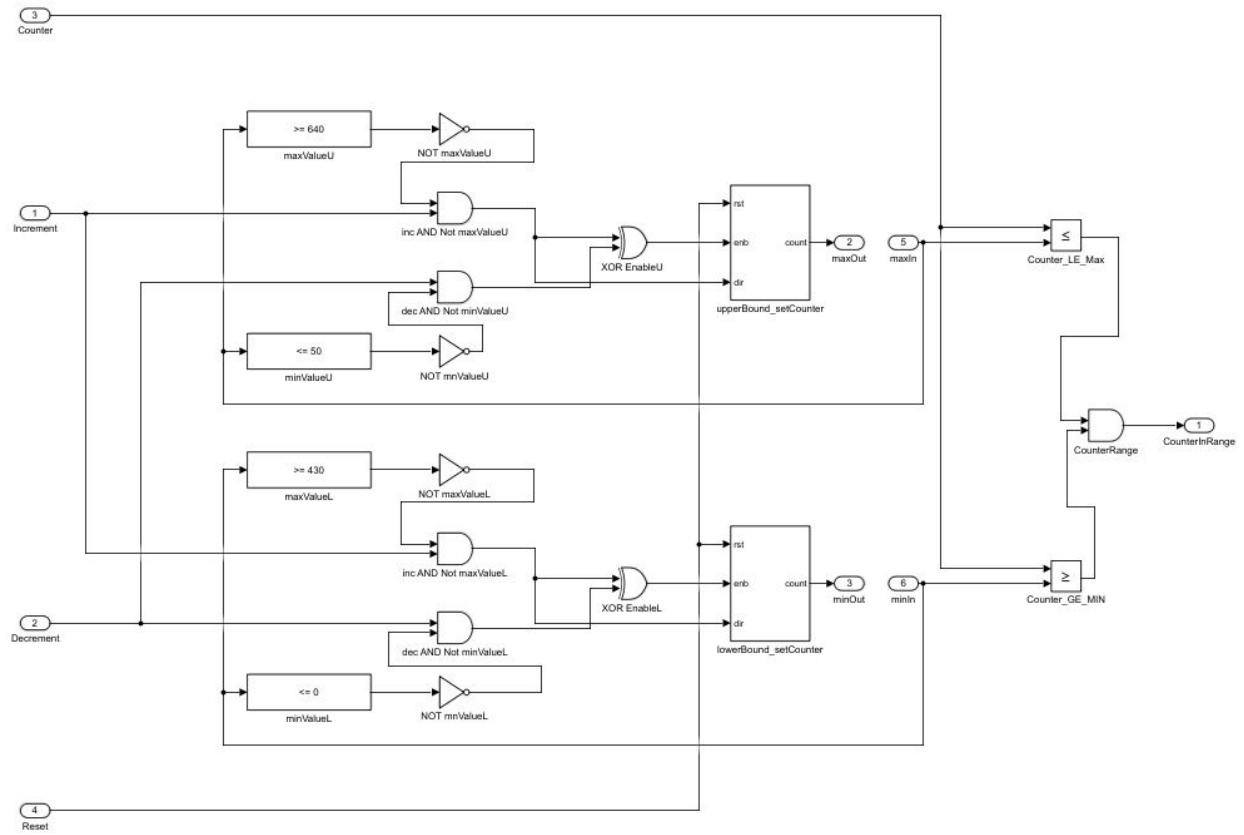 3
Counter
>= 640
maxValueU
NOT maxValueU
1
Increment
inc AND Not maxValueU
XOR EnableU
dec AND Not minValueU
<= 50
minValueU
NOT mnValueU
rst
enb
count
dir
upperBound_setCounter
2
maxOut
5
maxIn
≤
Counter_LE_Max
CounterRange
1
CounterInRange
>= 430
maxValueL
NOT maxValueL
inc AND Not maxValueL
XOR EnableL
2
Decrement
dec AND Not minValueL
<= 0
minValueL
NOT mnValueL
rst
enb
count
dir
lowerBound_setCounter
3
minOut
6
minIn
≥
Counter_GE_MIN
4
Reset